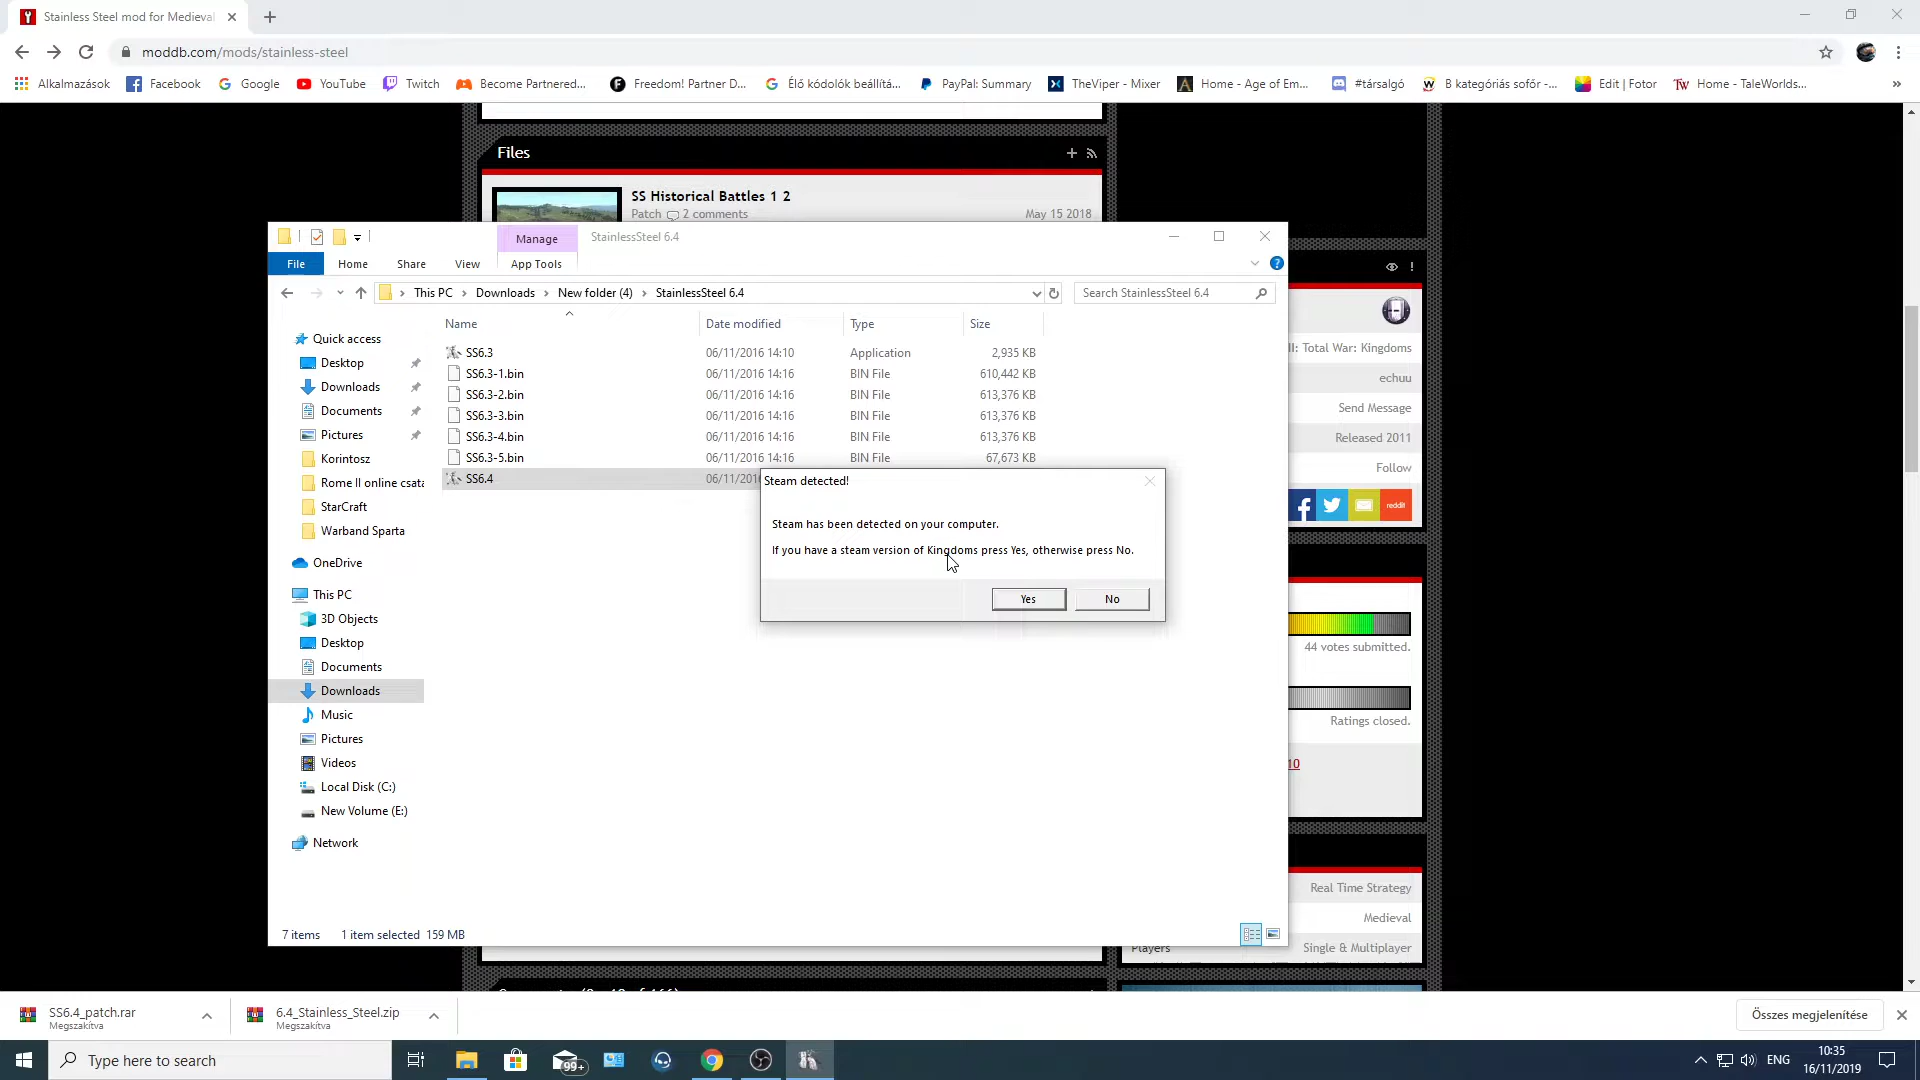 Stainless Steel mod for Medieval
moddb.com/mods/stainless-steel
Alkalmazások
Facebook
Google
YouTube
Twitch
Become Partnered...
Freedom! Partner D...
Élő kódolók beállítá...
PayPal: Summary
TheViper - Mixer
Home - Age of Em...
#társalgó
B kategóriás sofőr -...
Edit | Fotor
Home - TaleWorlds...
Files
SS Historical Battles 1 2
Patch 2 comments May 15 2018
Manage StainlessSteel 6.4
File Home Share View App Tools
This PC > Downloads > New folder (4) > StainlessSteel 6.4
Search StainlessSteel 6.4
Name Date modified Type Size
SS6.3 06/11/2016 14:10 Application 2,935 KB
SS6.3-1.bin 06/11/2016 14:16 BIN File 610,442 KB
SS6.3-2.bin 06/11/2016 14:16 BIN File 613,376 KB
SS6.3-3.bin 06/11/2016 14:16 BIN File 613,376 KB
SS6.3-4.bin 06/11/2016 14:16 BIN File 613,376 KB
SS6.3-5.bin 06/11/2016 14:16 BIN File 67,673 KB
SS6.4 06/11/2016
Quick access
Desktop
Downloads
Documents
Pictures
Korintosz
Rome II online csata
StarCraft
Warband Sparta
OneDrive
This PC
3D Objects
Desktop
Documents
Downloads
Music
Pictures
Videos
Local Disk (C:)
New Volume (E:)
Network
7 items 1 item selected 159 MB
Steam detected!
Steam has been detected on your computer.
If you have a steam version of Kingdoms press Yes, otherwise press No.
Yes No
II: Total War: Kingdoms
echuu
Send Message
Released 2011
Follow
reddit
44 votes submitted.
Ratings closed.
10
Real Time Strategy
Medieval
Players Single & Multiplayer
SS6.4_patch.rar
Megszakítva
6.4_Stainless_Steel.zip
Megszakítva
Összes megjelenítése
Type here to search
99+
ENG
10:35
16/11/2019